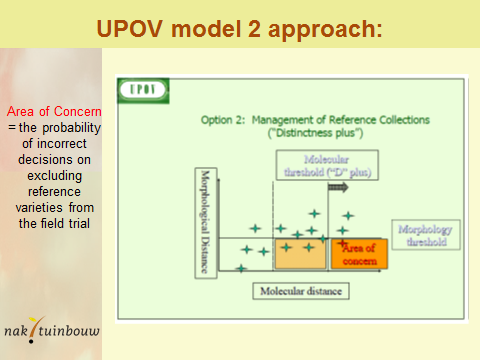 UPOV model 2 approach:
Area of Concern
= the probability
of incorrect
decisions on
excluding
reference
varieties from
the field trial
UPOV
Option 2: Management of Reference Collections
("Distinctness plus")
Molecular
threshold ("D" plus)
Morphological Distance
Morphology
threshold
Area of
concern
Molecular distance
nak tuinbouw